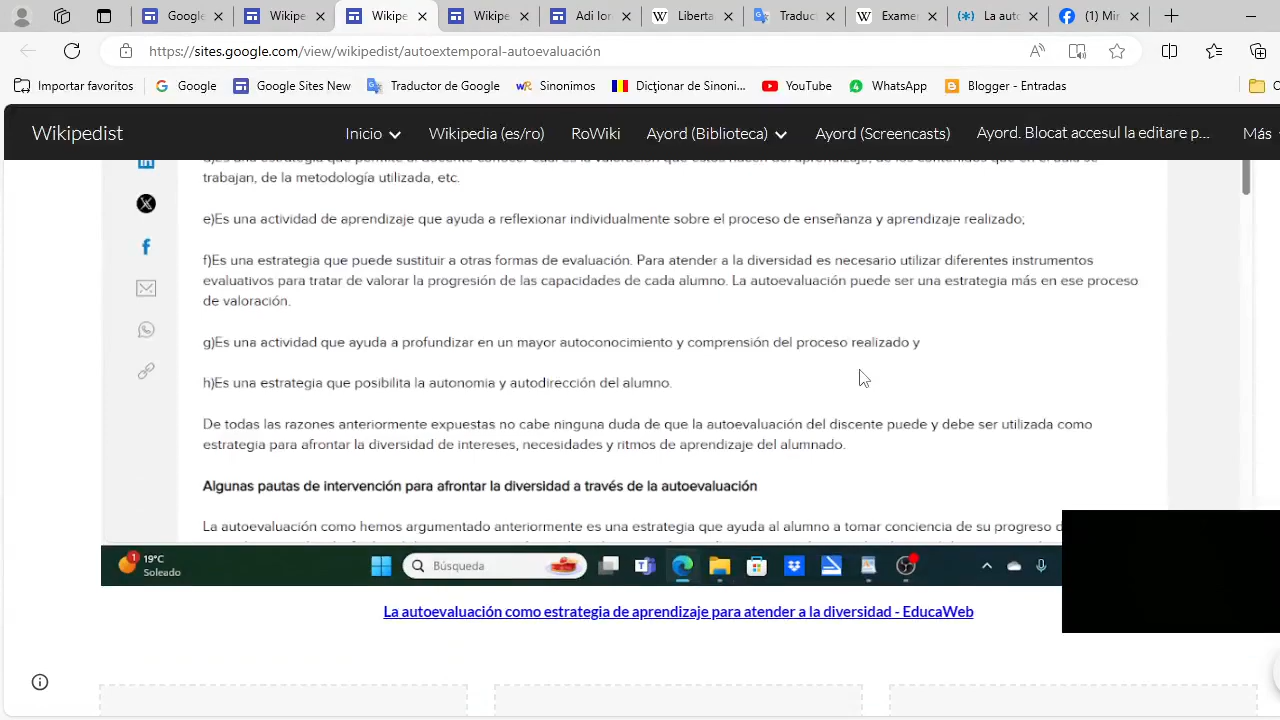 Google
Wikipe
Wikipe
Wikipe
Adi Ior
Liberta
Traduct
Examer
La auto
(1) Mir
https://sites.google.com/view/wikipedist/autoextemporal-autoevaluación
Importar favoritos
Google
Google Sites New
Traductor de Google
Sinonimos
Dicţionar de Sinoni...
YouTube
WhatsApp
Blogger - Entradas
Wikipedist
Inicio
Wikipedia (es/ro)
RoWiki
Ayord (Biblioteca)
Ayord (Screencasts)
Ayord. Blocat accesul la editare p...
Más
trabajan, de la metodología utilizada, etc.
e)Es una actividad de aprendizaje que ayuda a reflexionar individualmente sobre el proceso de enseñanza y aprendizaje realizado;
f)Es una estrategia que puede sustituir a otras formas de evaluación. Para atender a la diversidad es necesario utilizar diferentes instrumentos
evaluativos para tratar de valorar la progresión de las capacidades de cada alumno. La autoevaluación puede ser una estrategia más en ese proceso
de valoración.
g)Es una actividad que ayuda a profundizar en un mayor autoconocimiento y comprensión del proceso realizado y
h)Es una estrategia que posibilita la autonomia y autodirección del alumno.
De todas las razones anteriormente expuestas no cabe ninguna duda de que la autoevaluación del discente puede y debe ser utilizada como
estrategia para afrontar la diversidad de intereses, necesidades y ritmos de aprendizaje del alumnado.
Algunas pautas de intervención para afrontar la diversidad a través de la autoevaluación
La autoevaluación como hemos argumentado anteriormente es una estrategia que ayuda al alumno a tomar conciencia de su progreso
1
19°C
Soleado
Búsqueda
La autoevaluación como estrategia de aprendizaje para atender a la diversidad - EducaWeb